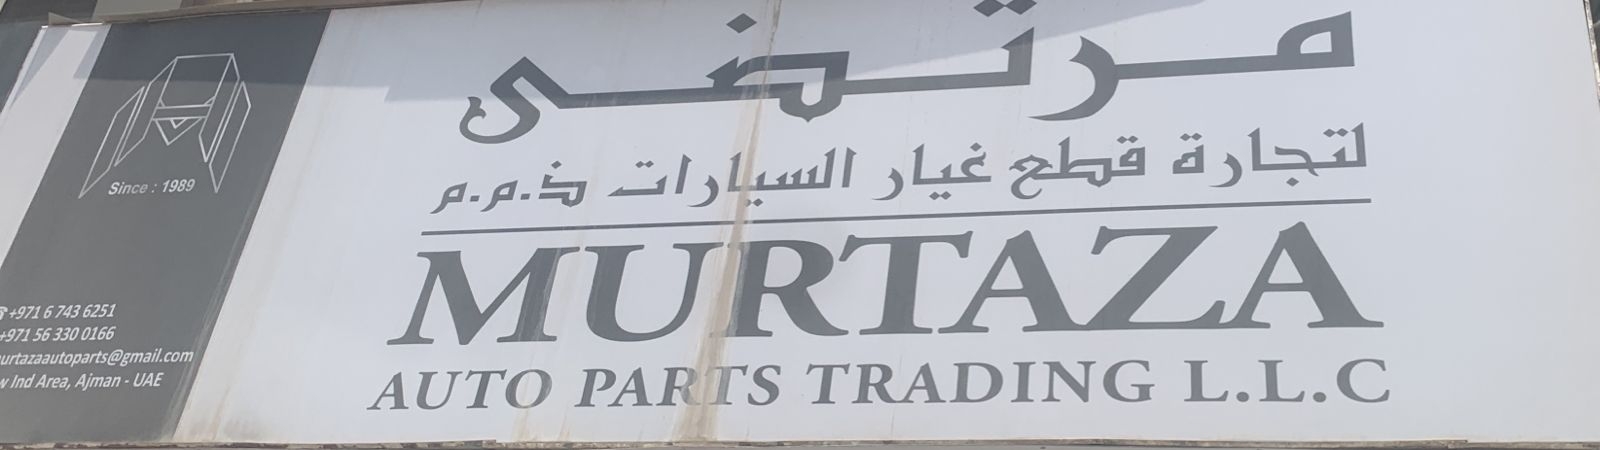 مرتضى
لتجارة قطع غيار السيارات ذ.م.م
MURTAZA
AUTO PARTS TRADING L.L.C
Since : 1989
+971 6 743 6251
+971 56 330 0166
urtazaautoparts@gmail.com
Ind Area, Ajman - UAE